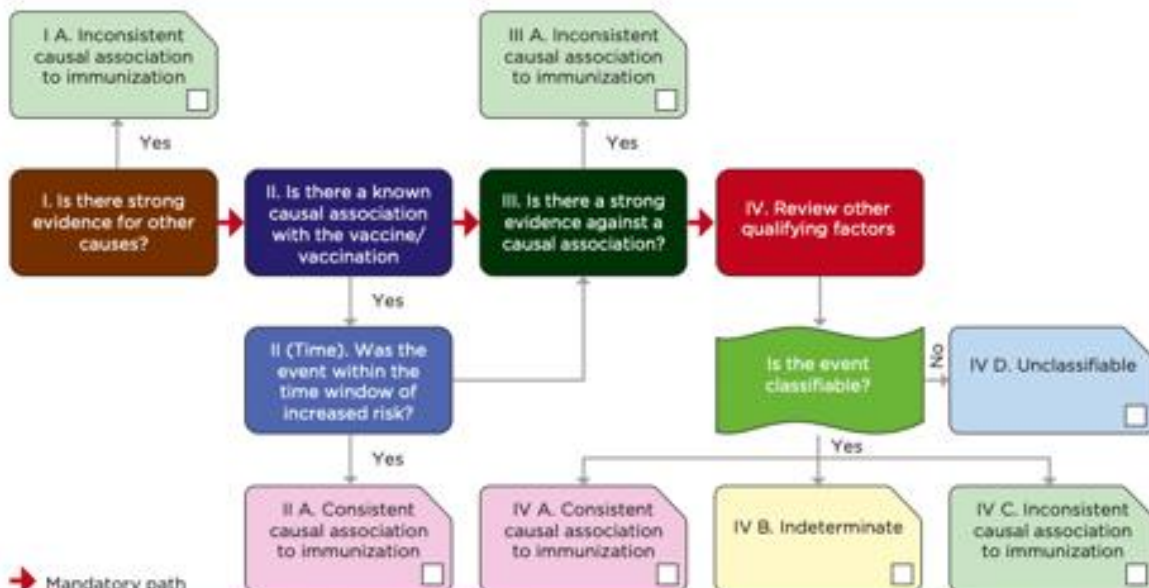 I A. Inconsistent
causal association
to immunization
III A. Inconsistent
causal association
to immunization
Yes
Yes
I. Is there strong
evidence for other
causes?
II. Is there a known
causal association
with the vaccine/
vaccination
III. Is there a strong
evidence against a
causal association?
IV. Review other
qualifying factors
Yes
II (Time). Was the
event within the
time window of
increased risk?
Is the event
classifiable?
No
IV D. Unclassifiable
Yes
Yes
II A. Consistent
causal association
to immunization
IV A. Consistent
causal association
to immunization
IV B. Indeterminate
IV C. Inconsistent
causal association
to immunization
Mandatory path